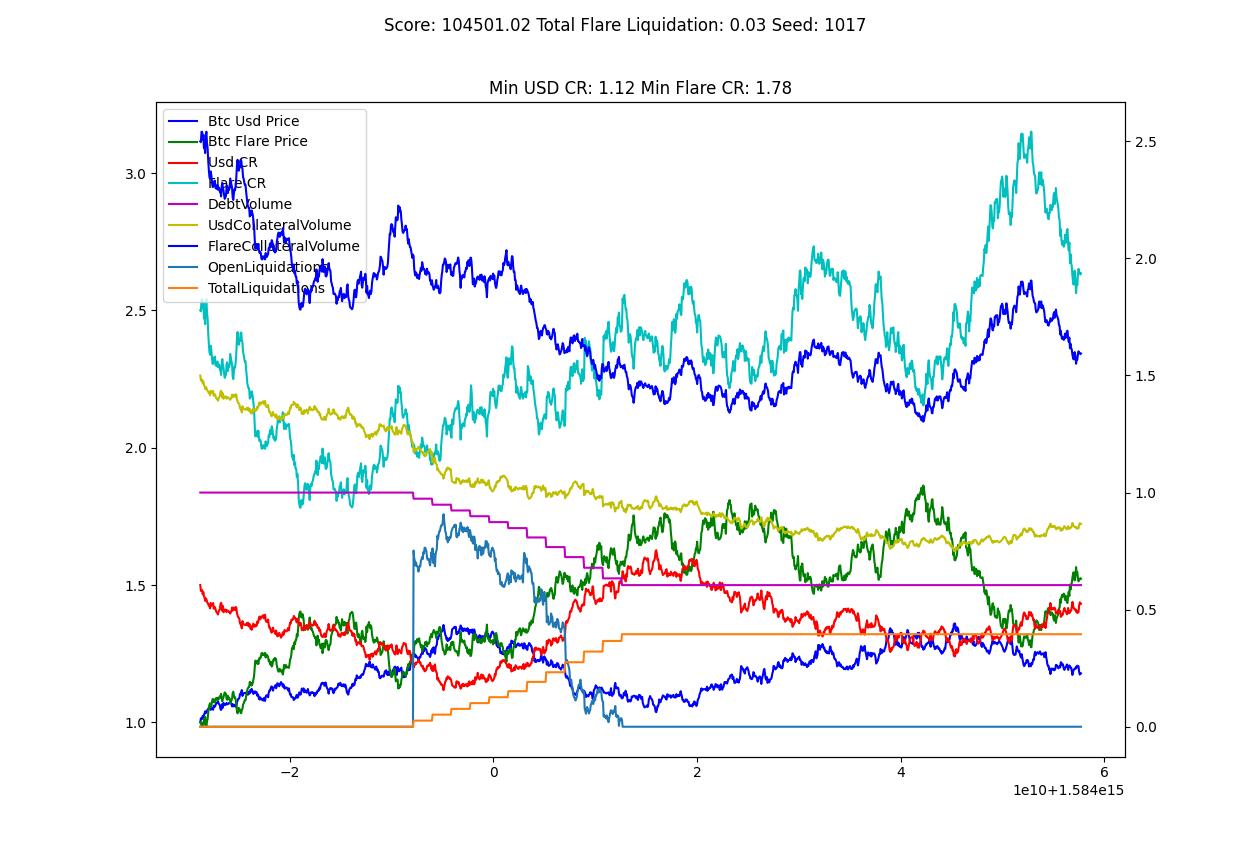 Score: 104501.02 Total Flare Liquidation: 0.03 Seed: 1017
Min USD CR: 1.12 Min Flare CR: 1.78
Btc Usd Price
Btc Flare Price
Usd CR
Flare CR
DebtVolume
UsdCollateralVolume
FlareCollateralVolume
OpenLiquidations
TotalLiquidations
3.0
2.5
2.0
1.5
1.0
2.5
2.0
1.5
1.0
0.5
0.0
−2
0
2
4
6
1e10+1.584e15